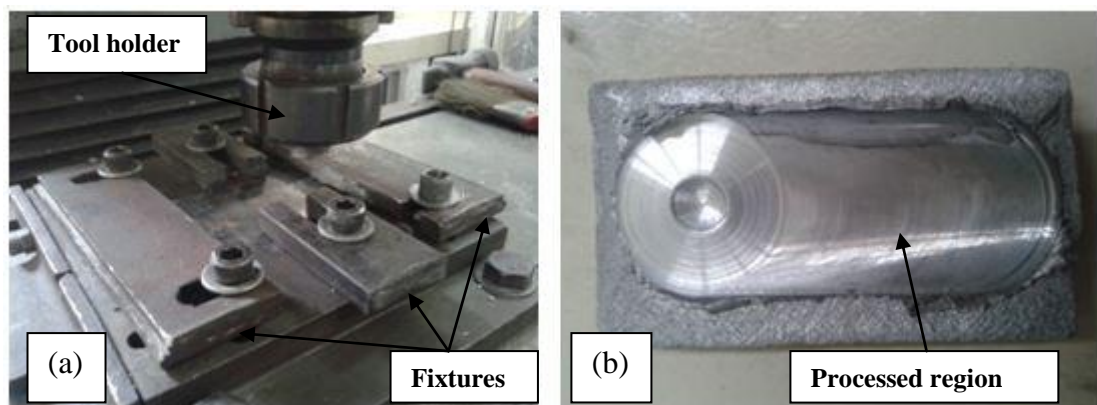 Tool holder
(a)
Fixtures
(b)
Processed region